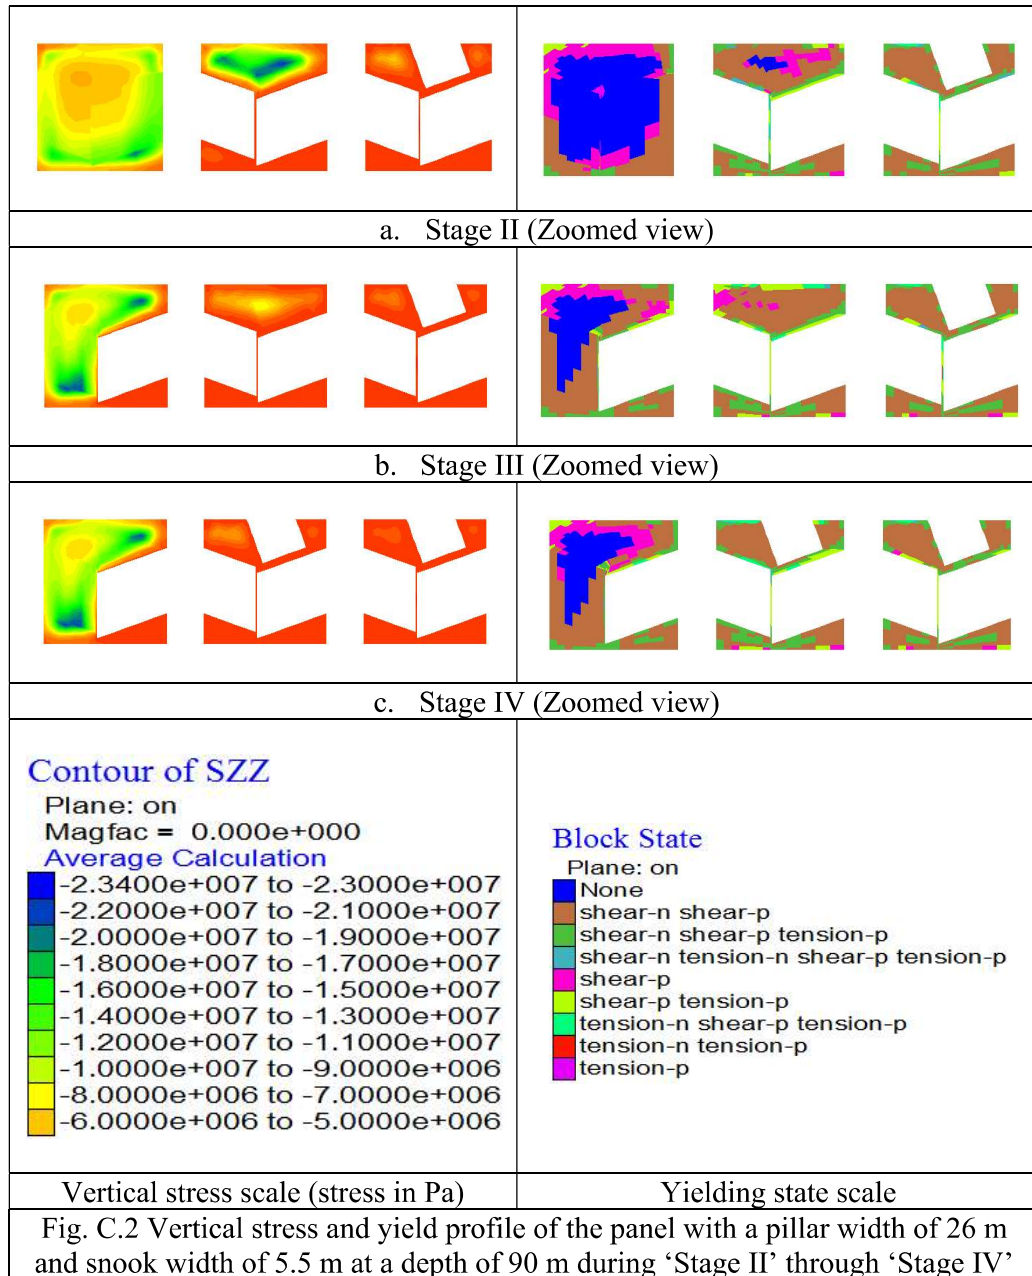 a. Stage II (Zoomed view)
b. Stage III (Zoomed view)
c. Stage IV (Zoomed view)
Contour of SZZ
Plane: on
Magfac = 0.000e+000
Average Calculation
-2.3400e+007 to -2.3000e+007
-2.2000e+007 to -2.1000e+007
-2.0000e+007 to -1.9000e+007
-1.8000e+007 to -1.7000e+007
-1.6000e+007 to -1.5000e+007
-1.4000e+007 to -1.3000e+007
-1.2000e+007 to -1.1000e+007
-1.0000e+007 to -9.0000e+006
-8.0000e+006 to -7.0000e+006
-6.0000e+006 to -5.0000e+006
Block State
Plane: on
None
shear-n shear-p
shear-n shear-p tension-p
shear-n tension-n shear-p tension-p
shear-p
shear-p tension-p
tension-n shear-p tension-p
tension-n tension-p
tension-p
Vertical stress scale (stress in Pa)
Yielding state scale
Fig. C.2 Vertical stress and yield profile of the panel with a pillar width of 26 m
and snook width of 5.5 m at a depth of 90 m during ‘Stage II’ through ‘Stage IV’